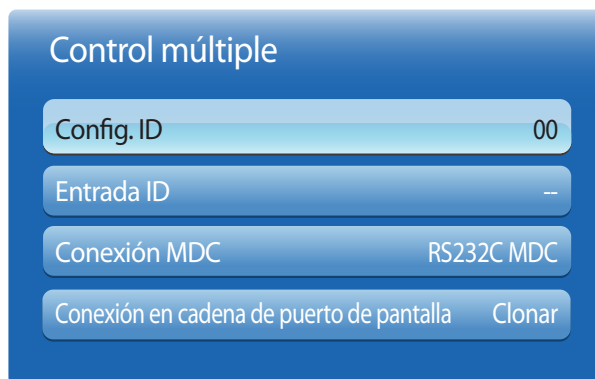 Control múltiple
Config. ID 00
Entrada ID --
Conexión MDC RS232C MDC
Conexión en cadena de puerto de pantalla Clonar